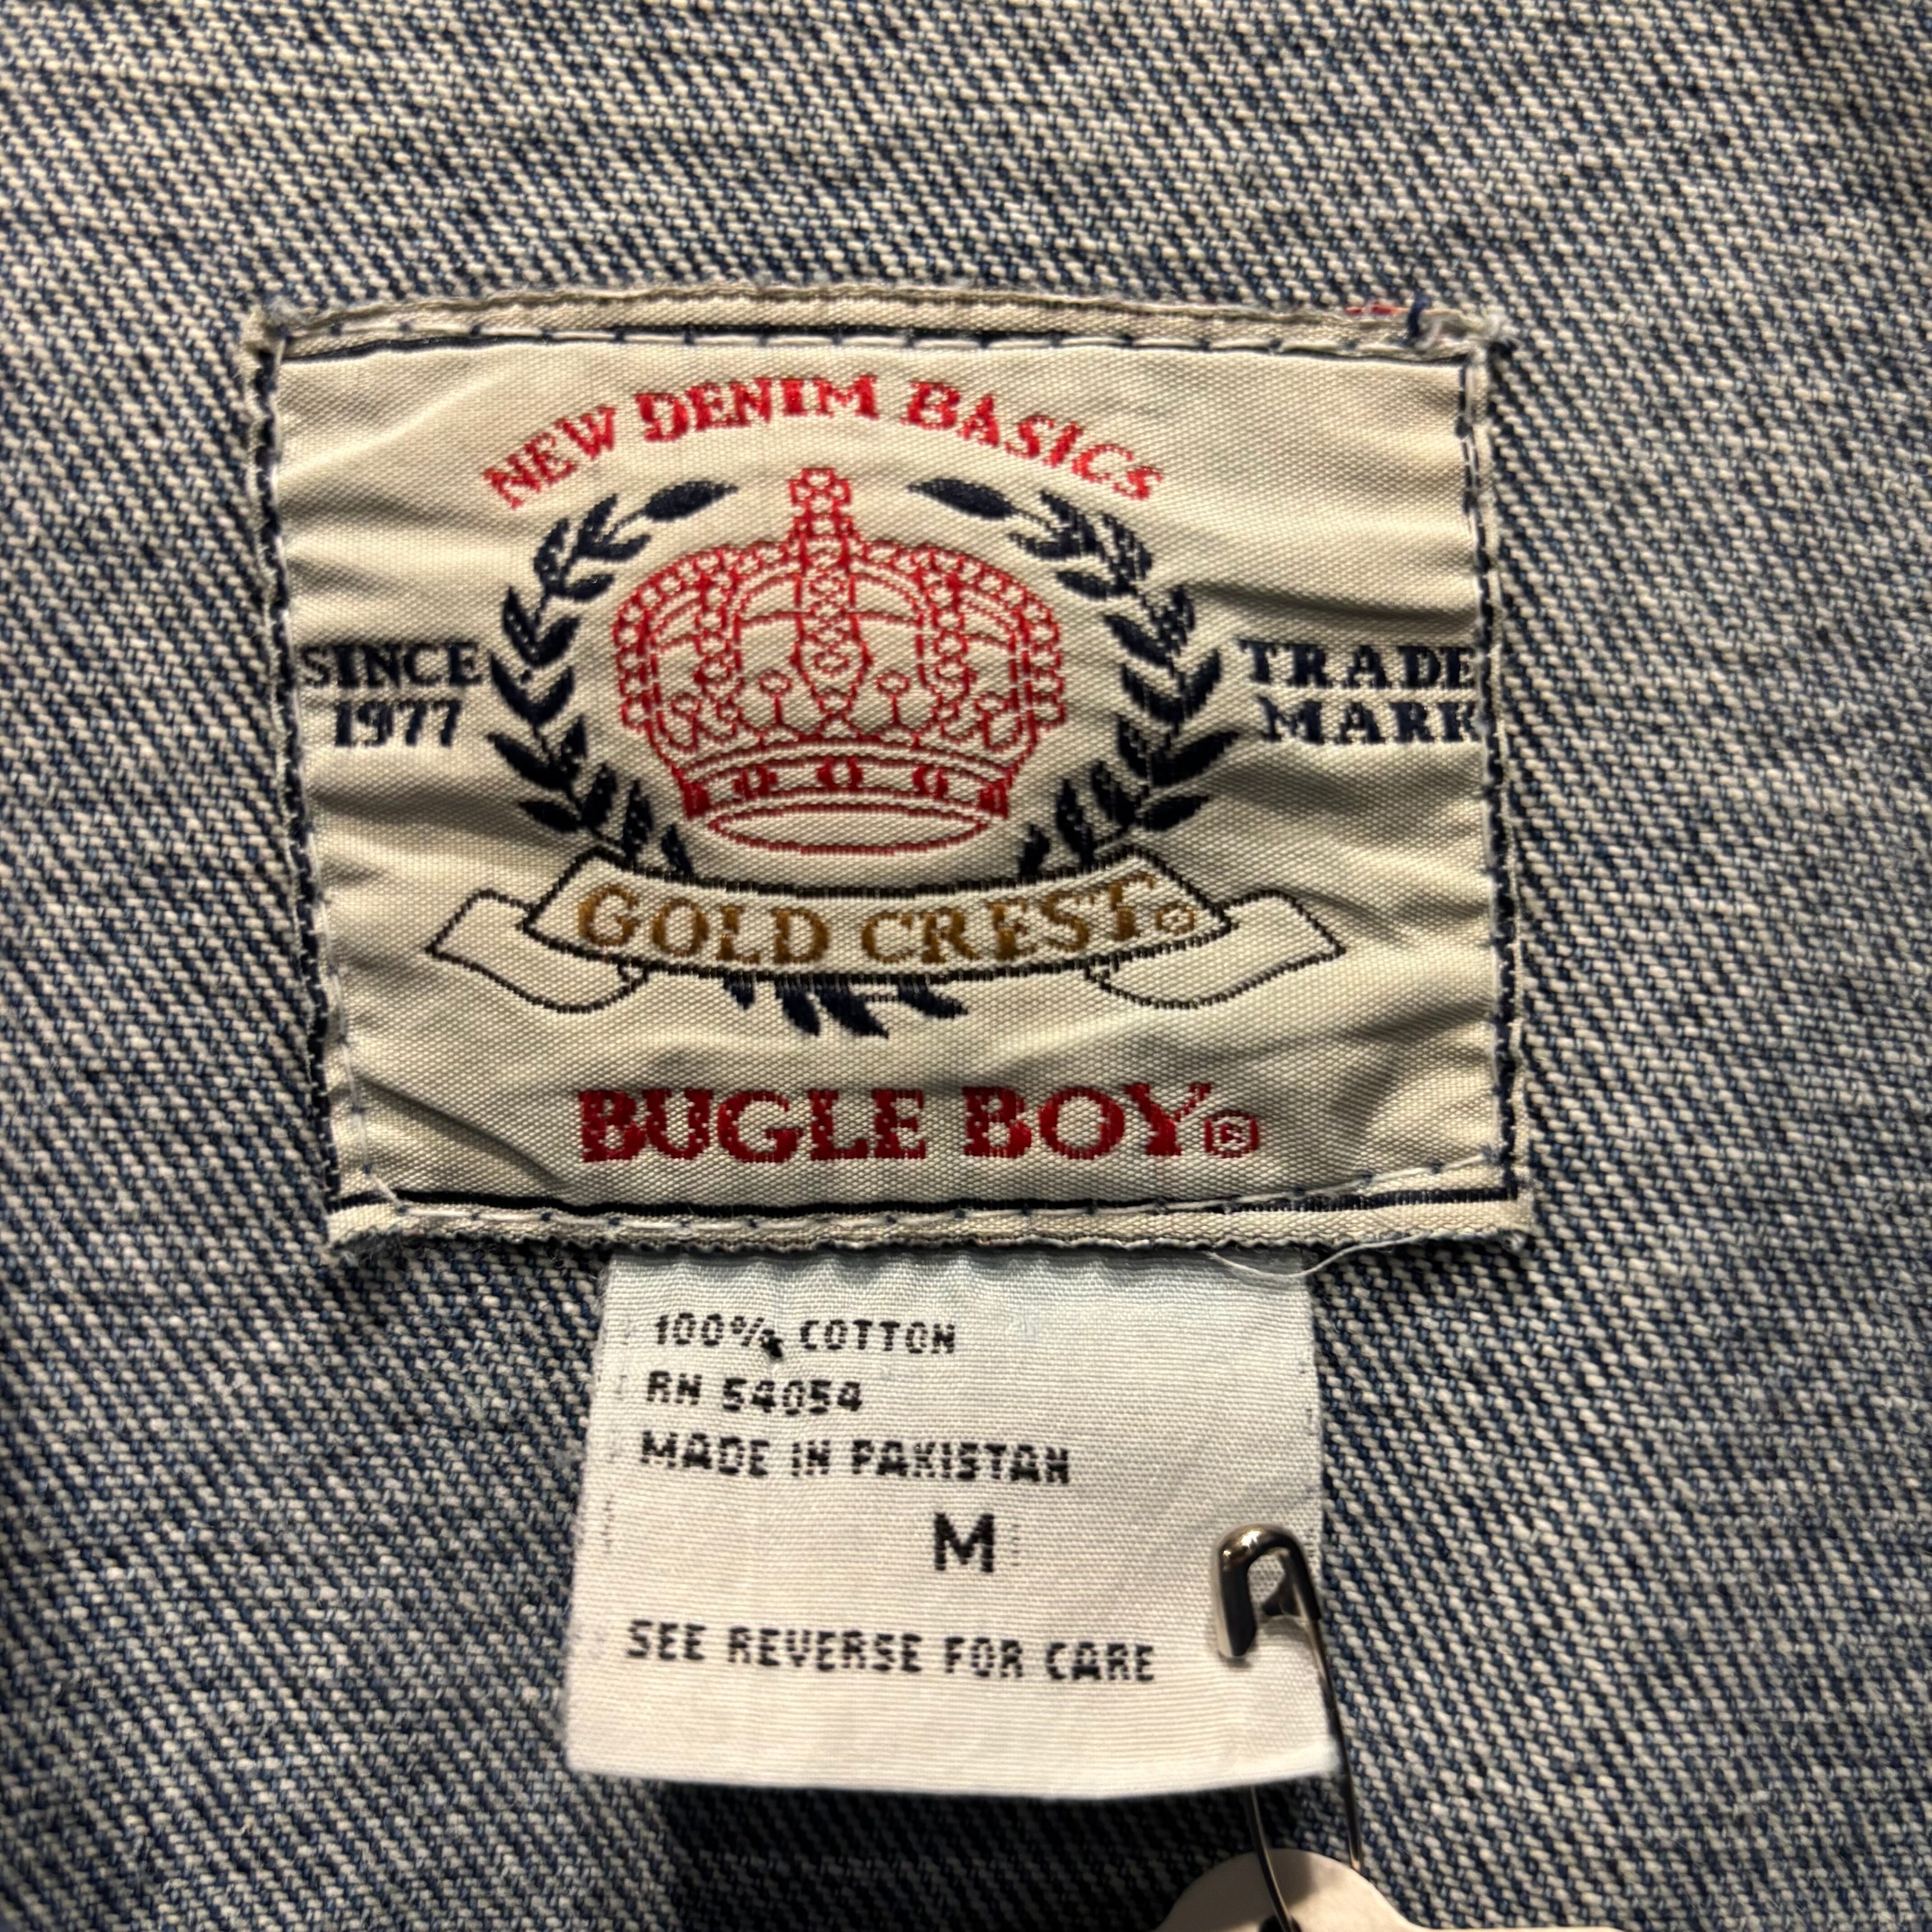 NEW DENIM BASICS
SINCE
1977
TRADE
MARK
GOLD CREST®
BUGLE BOY®
100% COTTON
RN 54054
MADE IN PAKISTAN
M
SEE REVERSE FOR CARE